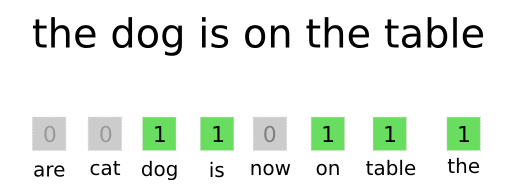 the dog is on the table
0 0 1 1 0 1 1 1
are cat dog is now on table the